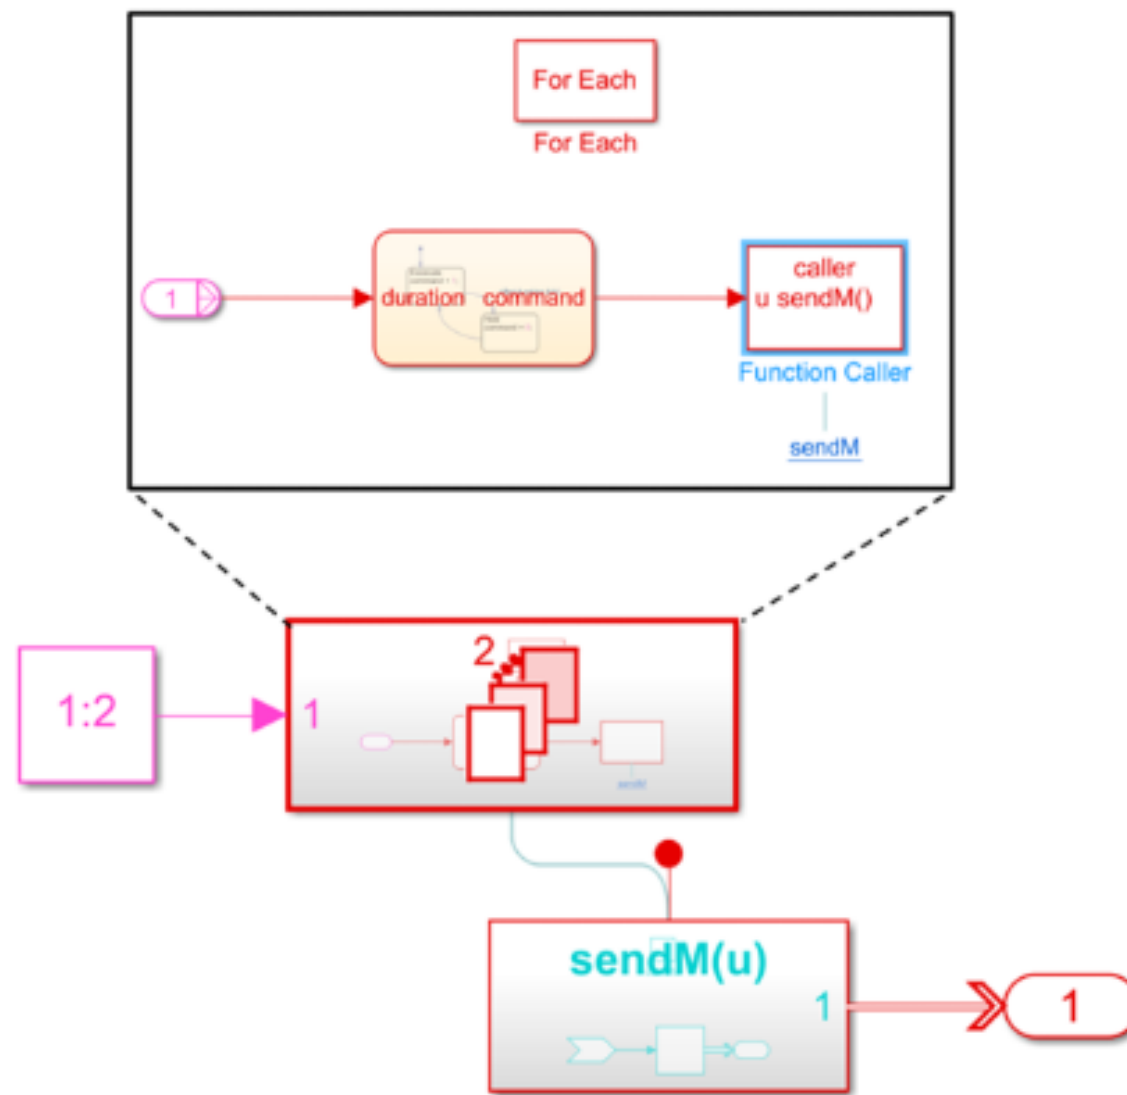 For Each
For Each
1
duration command
caller
u sendM()
Function Caller
sendM
1:2
1
2
sendM
sendM(u)
1
1